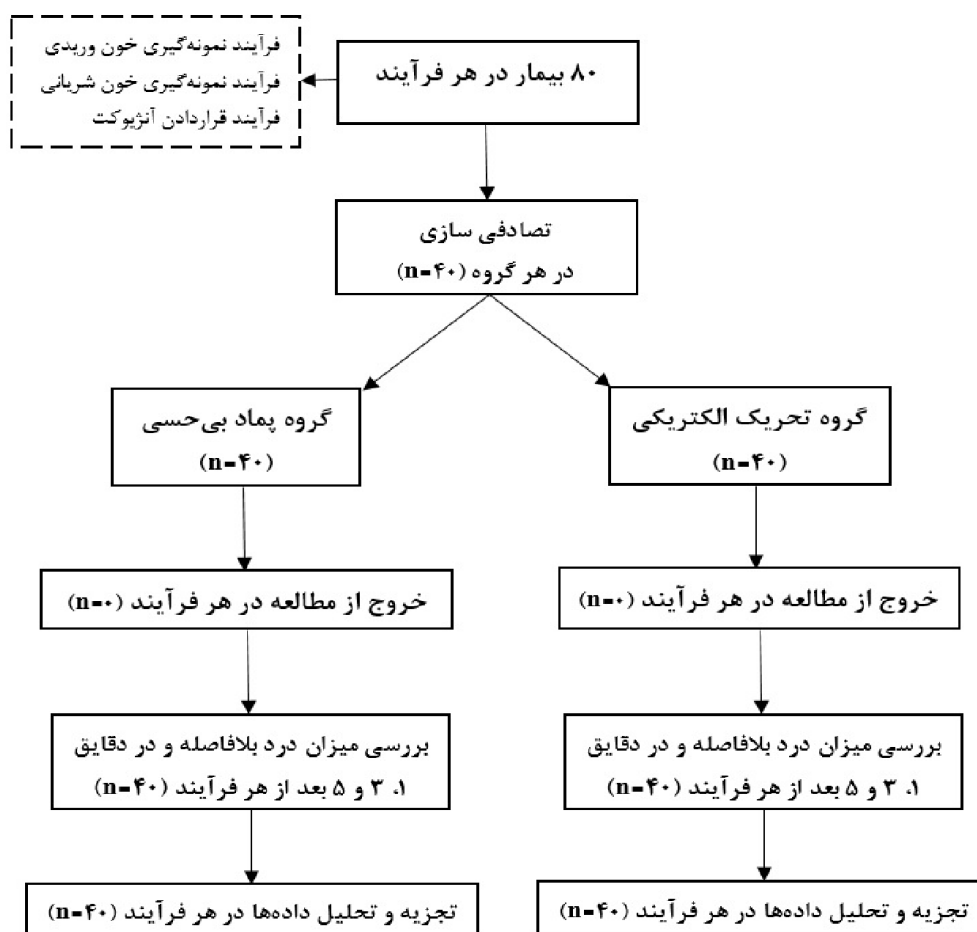 فرآیند نمونه‌گیری خون وریدی
فرآیند نمونه‌گیری خون شریانی
فرآیند قراردادن آنژیوکت
۸۰ بیمار در هر فرآیند
تصادفی سازی
در هر گروه (n=۴۰)
گروه تحریک الکتریکی
(n=۴۰)
گروه پماد بی‌حسی
(n=۴۰)
خروج از مطالعه در هر فرآیند (n=۰)
خروج از مطالعه در هر فرآیند (n=۰)
بررسی میزان درد بلافاصله و در دقایق
۱، ۳ و ۵ بعد از هر فرآیند (n=۴۰)
بررسی میزان درد بلافاصله و در دقایق
۱، ۳ و ۵ بعد از هر فرآیند (n=۴۰)
تجزیه و تحلیل داده‌ها در هر فرآیند (n=۴۰)
تجزیه و تحلیل داده‌ها در هر فرآیند (n=۴۰)